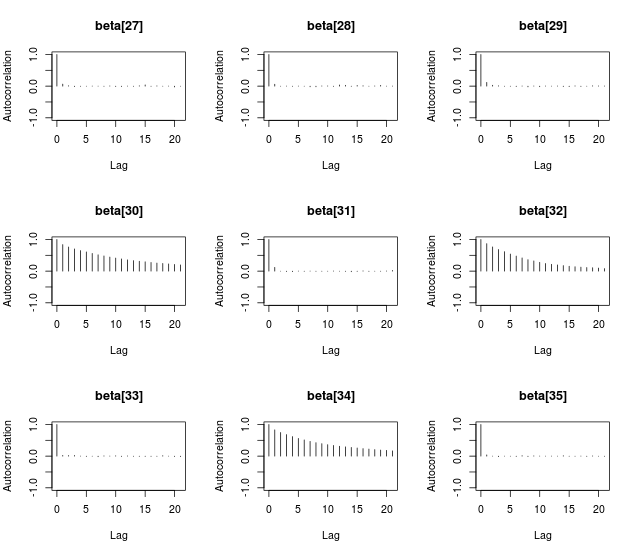 beta[27] beta[28] beta[29]
Autocorrelation Autocorrelation Autocorrelation
1.0 1.0 1.0
0.0 0.0 0.0
-1.0 -1.0 -1.0
0 5 10 15 20 0 5 10 15 20 0 5 10 15 20
Lag Lag Lag
beta[30] beta[31] beta[32]
Autocorrelation Autocorrelation Autocorrelation
1.0 1.0 1.0
0.0 0.0 0.0
-1.0 -1.0 -1.0
0 5 10 15 20 0 5 10 15 20 0 5 10 15 20
Lag Lag Lag
beta[33] beta[34] beta[35]
Autocorrelation Autocorrelation Autocorrelation
1.0 1.0 1.0
0.0 0.0 0.0
-1.0 -1.0 -1.0
0 5 10 15 20 0 5 10 15 20 0 5 10 15 20
Lag Lag Lag